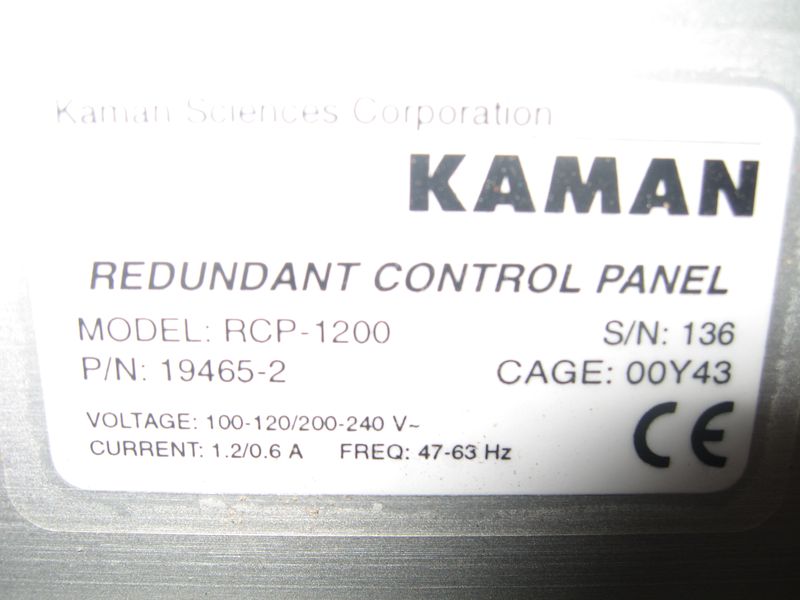 Kaman Sciences Corporation
KAMAN
REDUNDANT CONTROL PANEL
MODEL: RCP-1200 S/N: 136
P/N: 19465-2 CAGE: 00Y43
VOLTAGE: 100-120/200-240 V~
CURRENT: 1.2/0.6 A FREQ: 47-63 Hz
CE